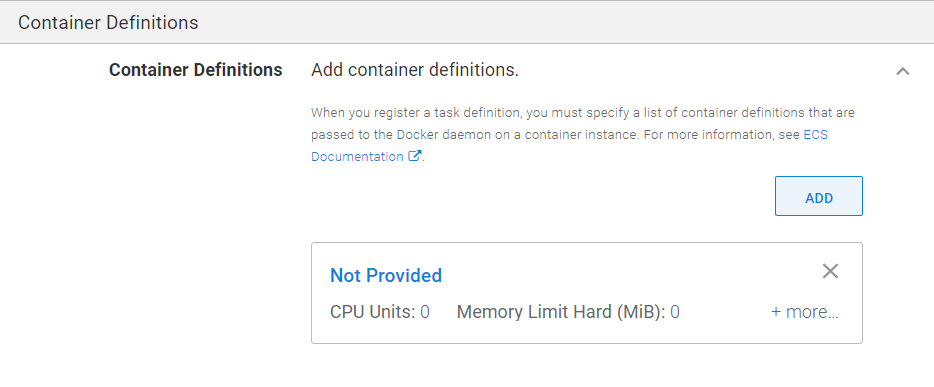 Container Definitions
Container Definitions
Add container definitions.
When you register a task definition, you must specify a list of container definitions that are
passed to the Docker daemon on a container instance. For more information, see ECS
Documentation.
ADD
Not Provided
CPU Units: 0 Memory Limit Hard (MiB): 0 + more...